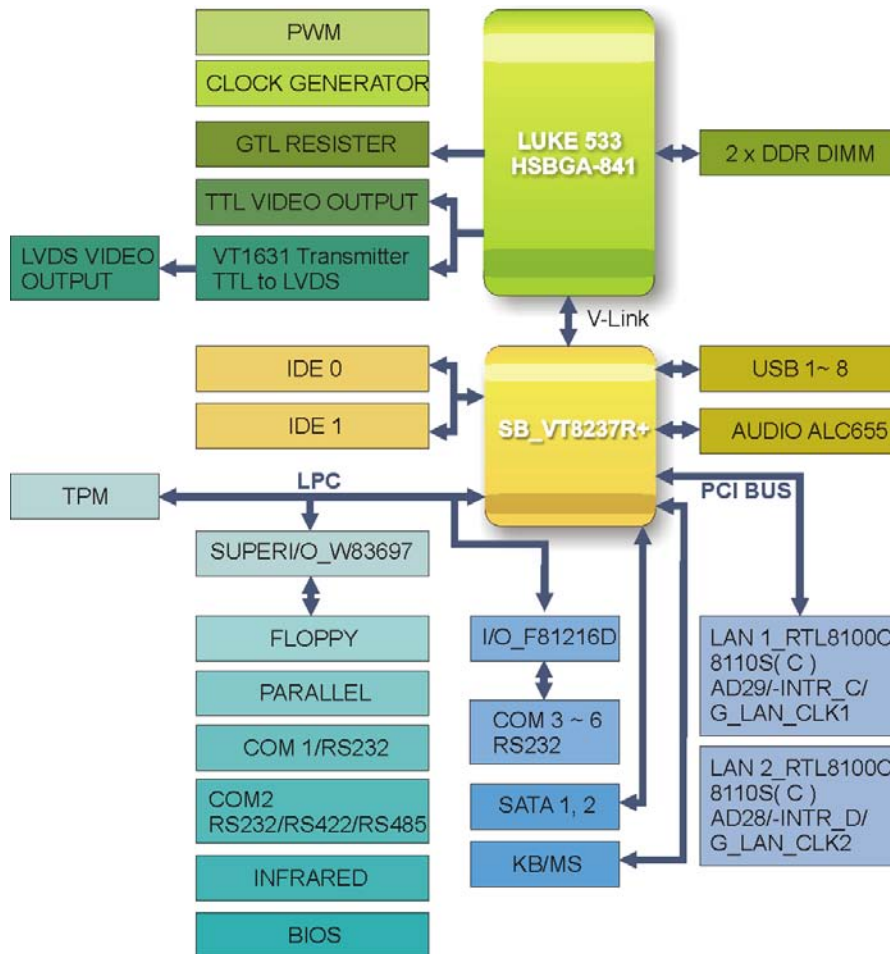 PWM
CLOCK GENERATOR
GTL RESISTER
TTL VIDEO OUTPUT
LVDS VIDEO
OUTPUT
VT1631 Transmitter
TTL to LVDS
LUKE 533
HSBGA-841
2 x DDR DIMM
V-Link
IDE 0
IDE 1
SB_VT8237R+
USB 1~ 8
AUDIO ALC655
TPM
LPC
PCI BUS
SUPERI/O_W83697
FLOPPY
PARALLEL
COM 1/RS232
COM2
RS232/RS422/RS485
INFRARED
BIOS
I/O_F81216D
COM 3 ~ 6
RS232
SATA 1, 2
KB/MS
LAN 1_RTL8100C
8110S( C )
AD29/-INTR_C/
G_LAN_CLK1
LAN 2_RTL8100C
8110S( C )
AD28/-INTR_D/
G_LAN_CLK2